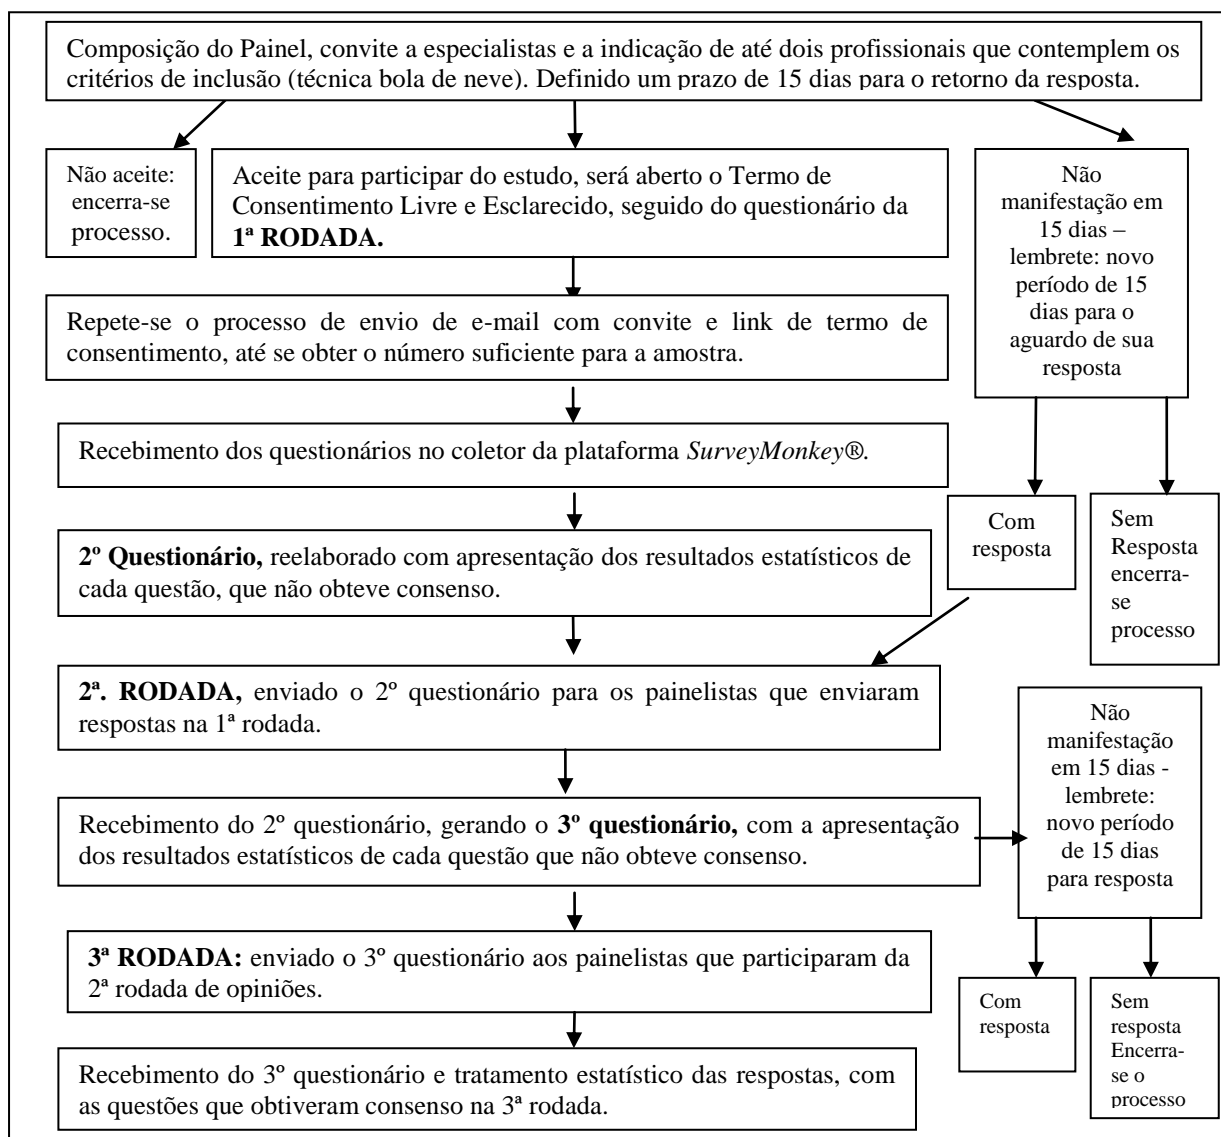 Composição do Painel, convite a especialistas e a indicação de até dois profissionais que contemplem os
critérios de inclusão (técnica bola de neve). Definido um prazo de 15 dias para o retorno da resposta.
Não aceite:
encerra-se
processo.
Aceite para participar do estudo, será aberto o Termo de
Consentimento Livre e Esclarecido, seguido do questionário da
1ª RODADA.
Não
manifestação em
15 dias –
lembrete: novo
período de 15
dias para o
aguardo de sua
resposta
Repete-se o processo de envio de e-mail com convite e link de termo de
consentimento, até se obter o número suficiente para a amostra.
Recebimento dos questionários no coletor da plataforma SurveyMonkey®.
Com
resposta
Sem
Resposta
encerra-
se
processo
2º Questionário, reelaborado com apresentação dos resultados estatísticos de
cada questão, que não obteve consenso.
2ª. RODADA, enviado o 2º questionário para os painelistas que enviaram
respostas na 1ª rodada.
Não
manifestação
em 15 dias -
lembrete:
novo período
de 15 dias
para resposta
Recebimento do 2º questionário, gerando o 3º questionário, com a apresentação
dos resultados estatísticos de cada questão que não obteve consenso.
3ª RODADA: enviado o 3º questionário aos painelistas que participaram da
2ª rodada de opiniões.
Com
resposta
Sem
resposta
Encerra-
se o
processo
Recebimento do 3º questionário e tratamento estatístico das respostas, com
as questões que obtiveram consenso na 3ª rodada.